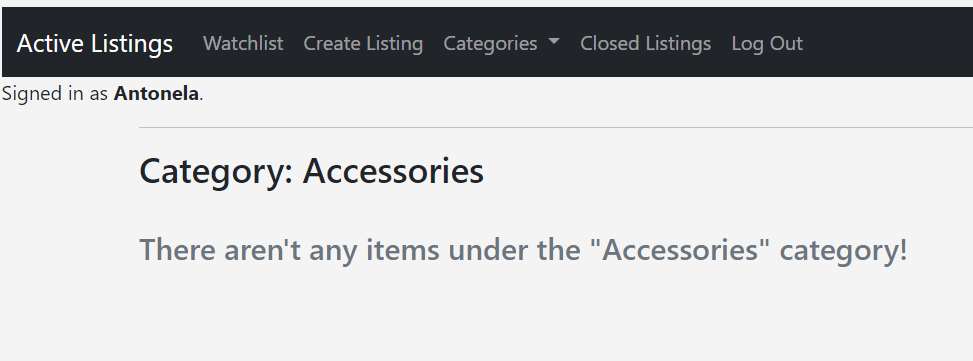 Active Listings Watchlist Create Listing Categories Closed Listings Log Out
Signed in as Antonela.
Category: Accessories
There aren't any items under the "Accessories" category!